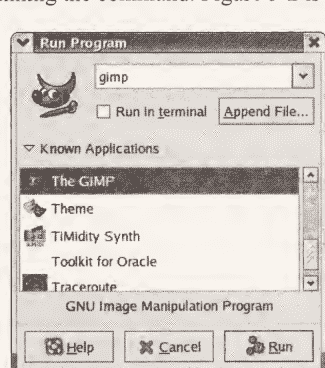 Run Program
gimp
Run in terminal
Append File...
Known Applications
The GIMP
Theme
TiMidity Synth
Toolkit for Oracle
Traceroute
GNU Image Manipulation Program
Help
Cancel
Run